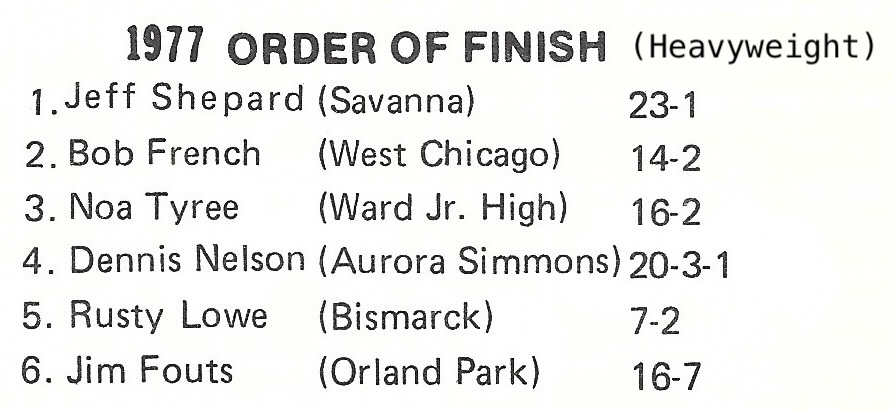 1977 ORDER OF FINISH (Heavyweight)
1. Jeff Shepard (Savanna) 23-1
2. Bob French (West Chicago) 14-2
3. Noa Tyree (Ward Jr. High) 16-2
4. Dennis Nelson (Aurora Simmons) 20-3-1
5. Rusty Lowe (Bismarck) 7-2
6. Jim Fouts (Orland Park) 16-7